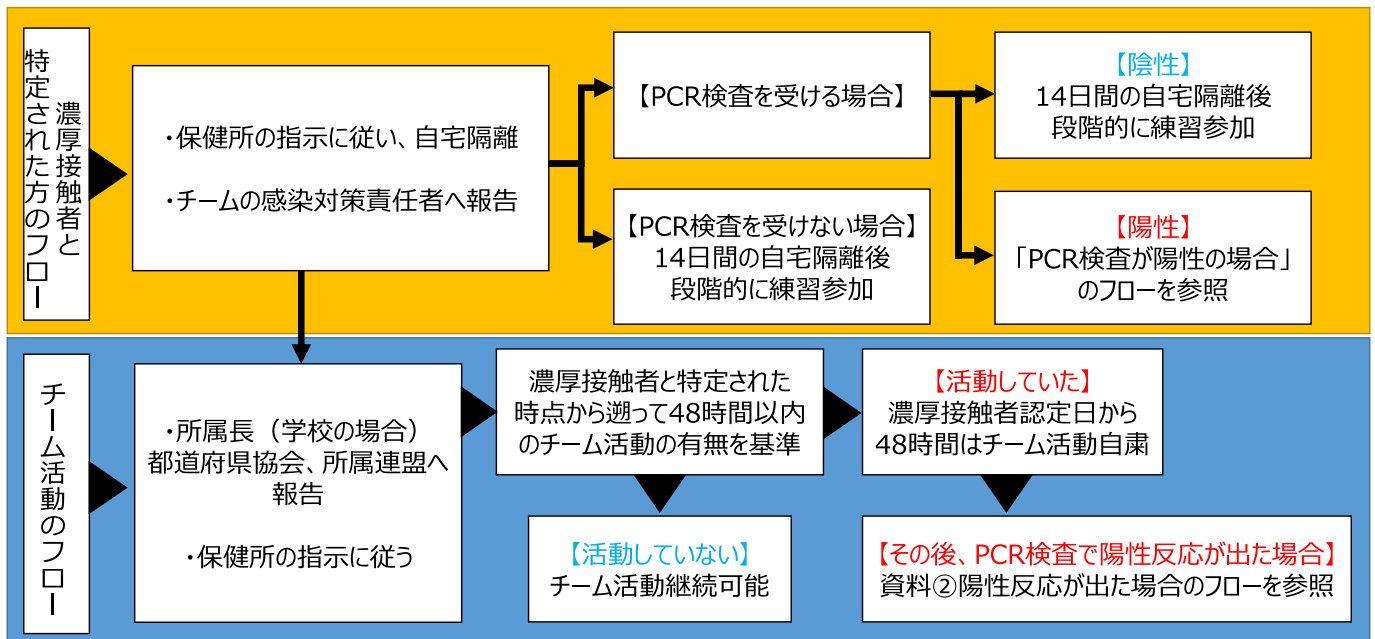 濃厚接触者と
特定された方のフロー
・保健所の指示に従い、自宅隔離
・チームの感染対策責任者へ報告
【PCR検査を受ける場合】
【陰性】
14日間の自宅隔離後
段階的に練習参加
【PCR検査を受けない場合】
14日間の自宅隔離後
段階的に練習参加
【陽性】
「PCR検査が陽性の場合」
のフローを参照
チーム活動のフロー
・所属長（学校の場合）
都道府県協会、所属連盟へ
報告
・保健所の指示に従う
濃厚接触者と特定された
時点から遡って48時間以内
のチーム活動の有無を基準
【活動していた】
濃厚接触者認定日から
48時間はチーム活動自粛
【活動していない】
チーム活動継続可能
【その後、PCR検査で陽性反応が出た場合】
資料②陽性反応が出た場合のフローを参照